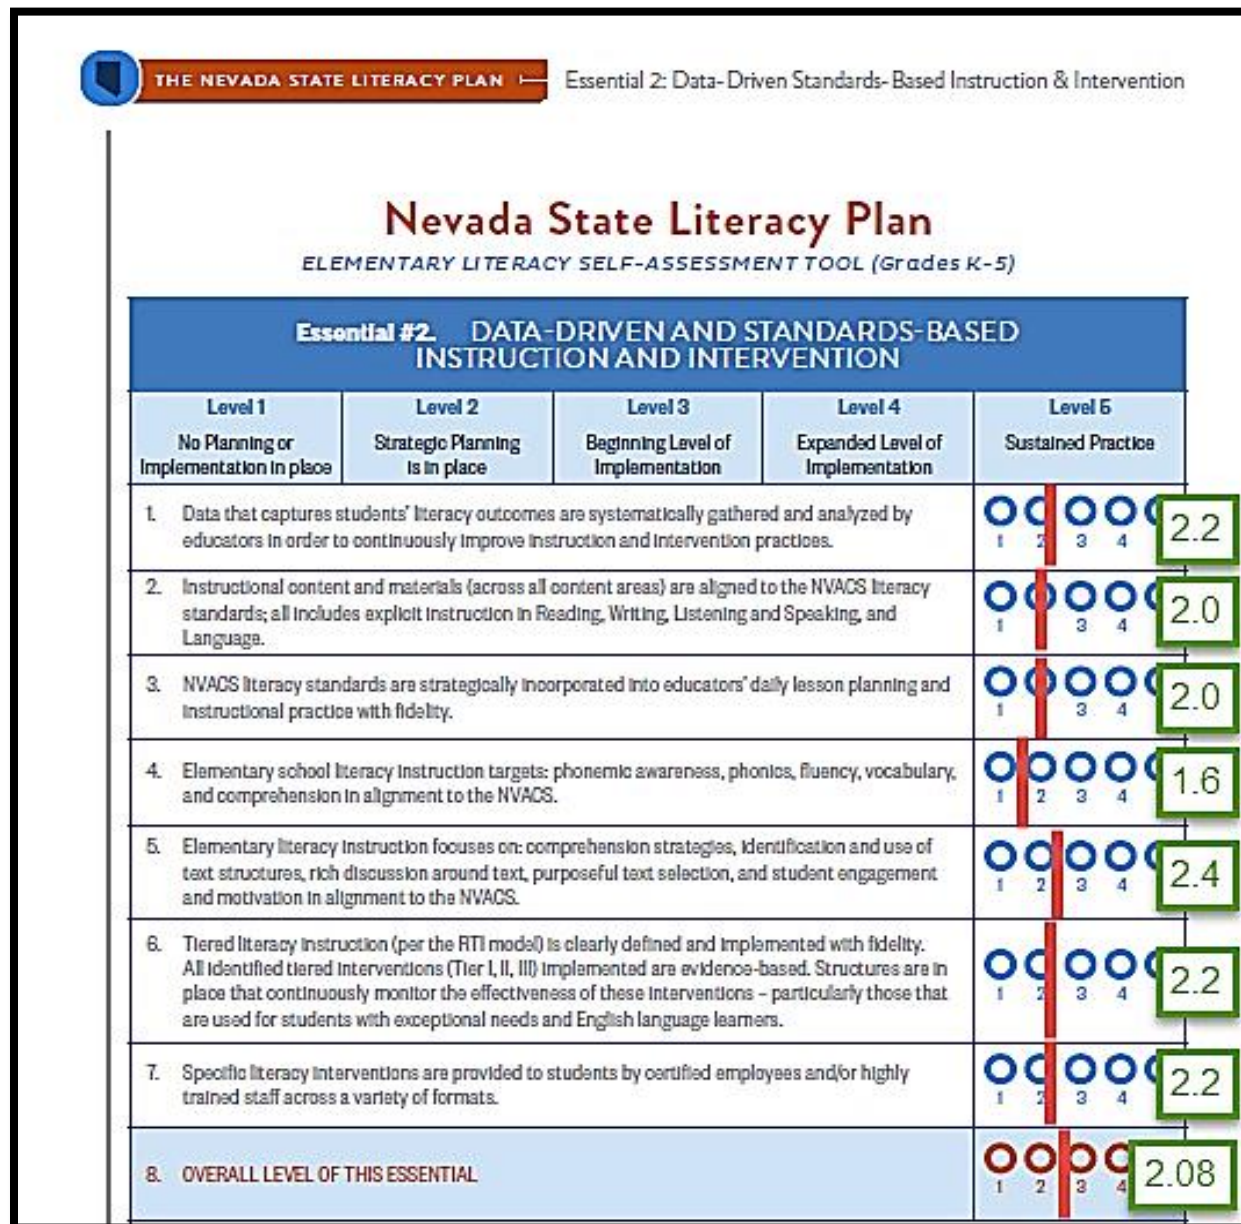 THE NEVADA STATE LITERACY PLAN
Essential 2: Data-Driven Standards-Based Instruction & Intervention
Nevada State Literacy Plan
ELEMENTARY LITERACY SELF-ASSESSMENT TOOL (Grades K-5)
Essential #2. DATA-DRIVEN AND STANDARDS-BASED
INSTRUCTION AND INTERVENTION
Level 1
No Planning or
Implementation in place
Level 2
Strategic Planning
is in place
Level 3
Beginning Level of
Implementation
Level 4
Expanded Level of
Implementation
Level 5
Sustained Practice
1. Data that captures students' literacy outcomes are systematically gathered and analyzed by
educators in order to continuously improve instruction and intervention practices.
1 2 3 4
2.2
2. Instructional content and materials (across all content areas) are aligned to the NVACS literacy
standards; all includes explicit instruction in Reading, Writing, Listening and Speaking, and
Language.
1 3 4
2.0
3. NVACS literacy standards are strategically incorporated into educators' daily lesson planning and
instructional practice with fidelity.
1 3 4
2.0
4. Elementary school literacy instruction targets: phonemic awareness, phonics, fluency, vocabulary,
and comprehension in alignment to the NVACS.
1 2 3 4
1.6
5. Elementary literacy instruction focuses on: comprehension strategies, identification and use of
text structures, rich discussion around text, purposeful text selection, and student engagement
and motivation in alignment to the NVACS.
1 2 3 4
2.4
6. Tiered literacy instruction (per the RTI model) is clearly defined and implemented with fidelity.
All identified tiered interventions (Tier I, II, III) implemented are evidence-based. Structures are in
place that continuously monitor the effectiveness of these interventions – particularly those that
are used for students with exceptional needs and English language learners.
1 2 3 4
2.2
7. Specific literacy interventions are provided to students by certified employees and/or highly
trained staff across a variety of formats.
1 2 3 4
2.2
8. OVERALL LEVEL OF THIS ESSENTIAL
1 2 3 4
2.08